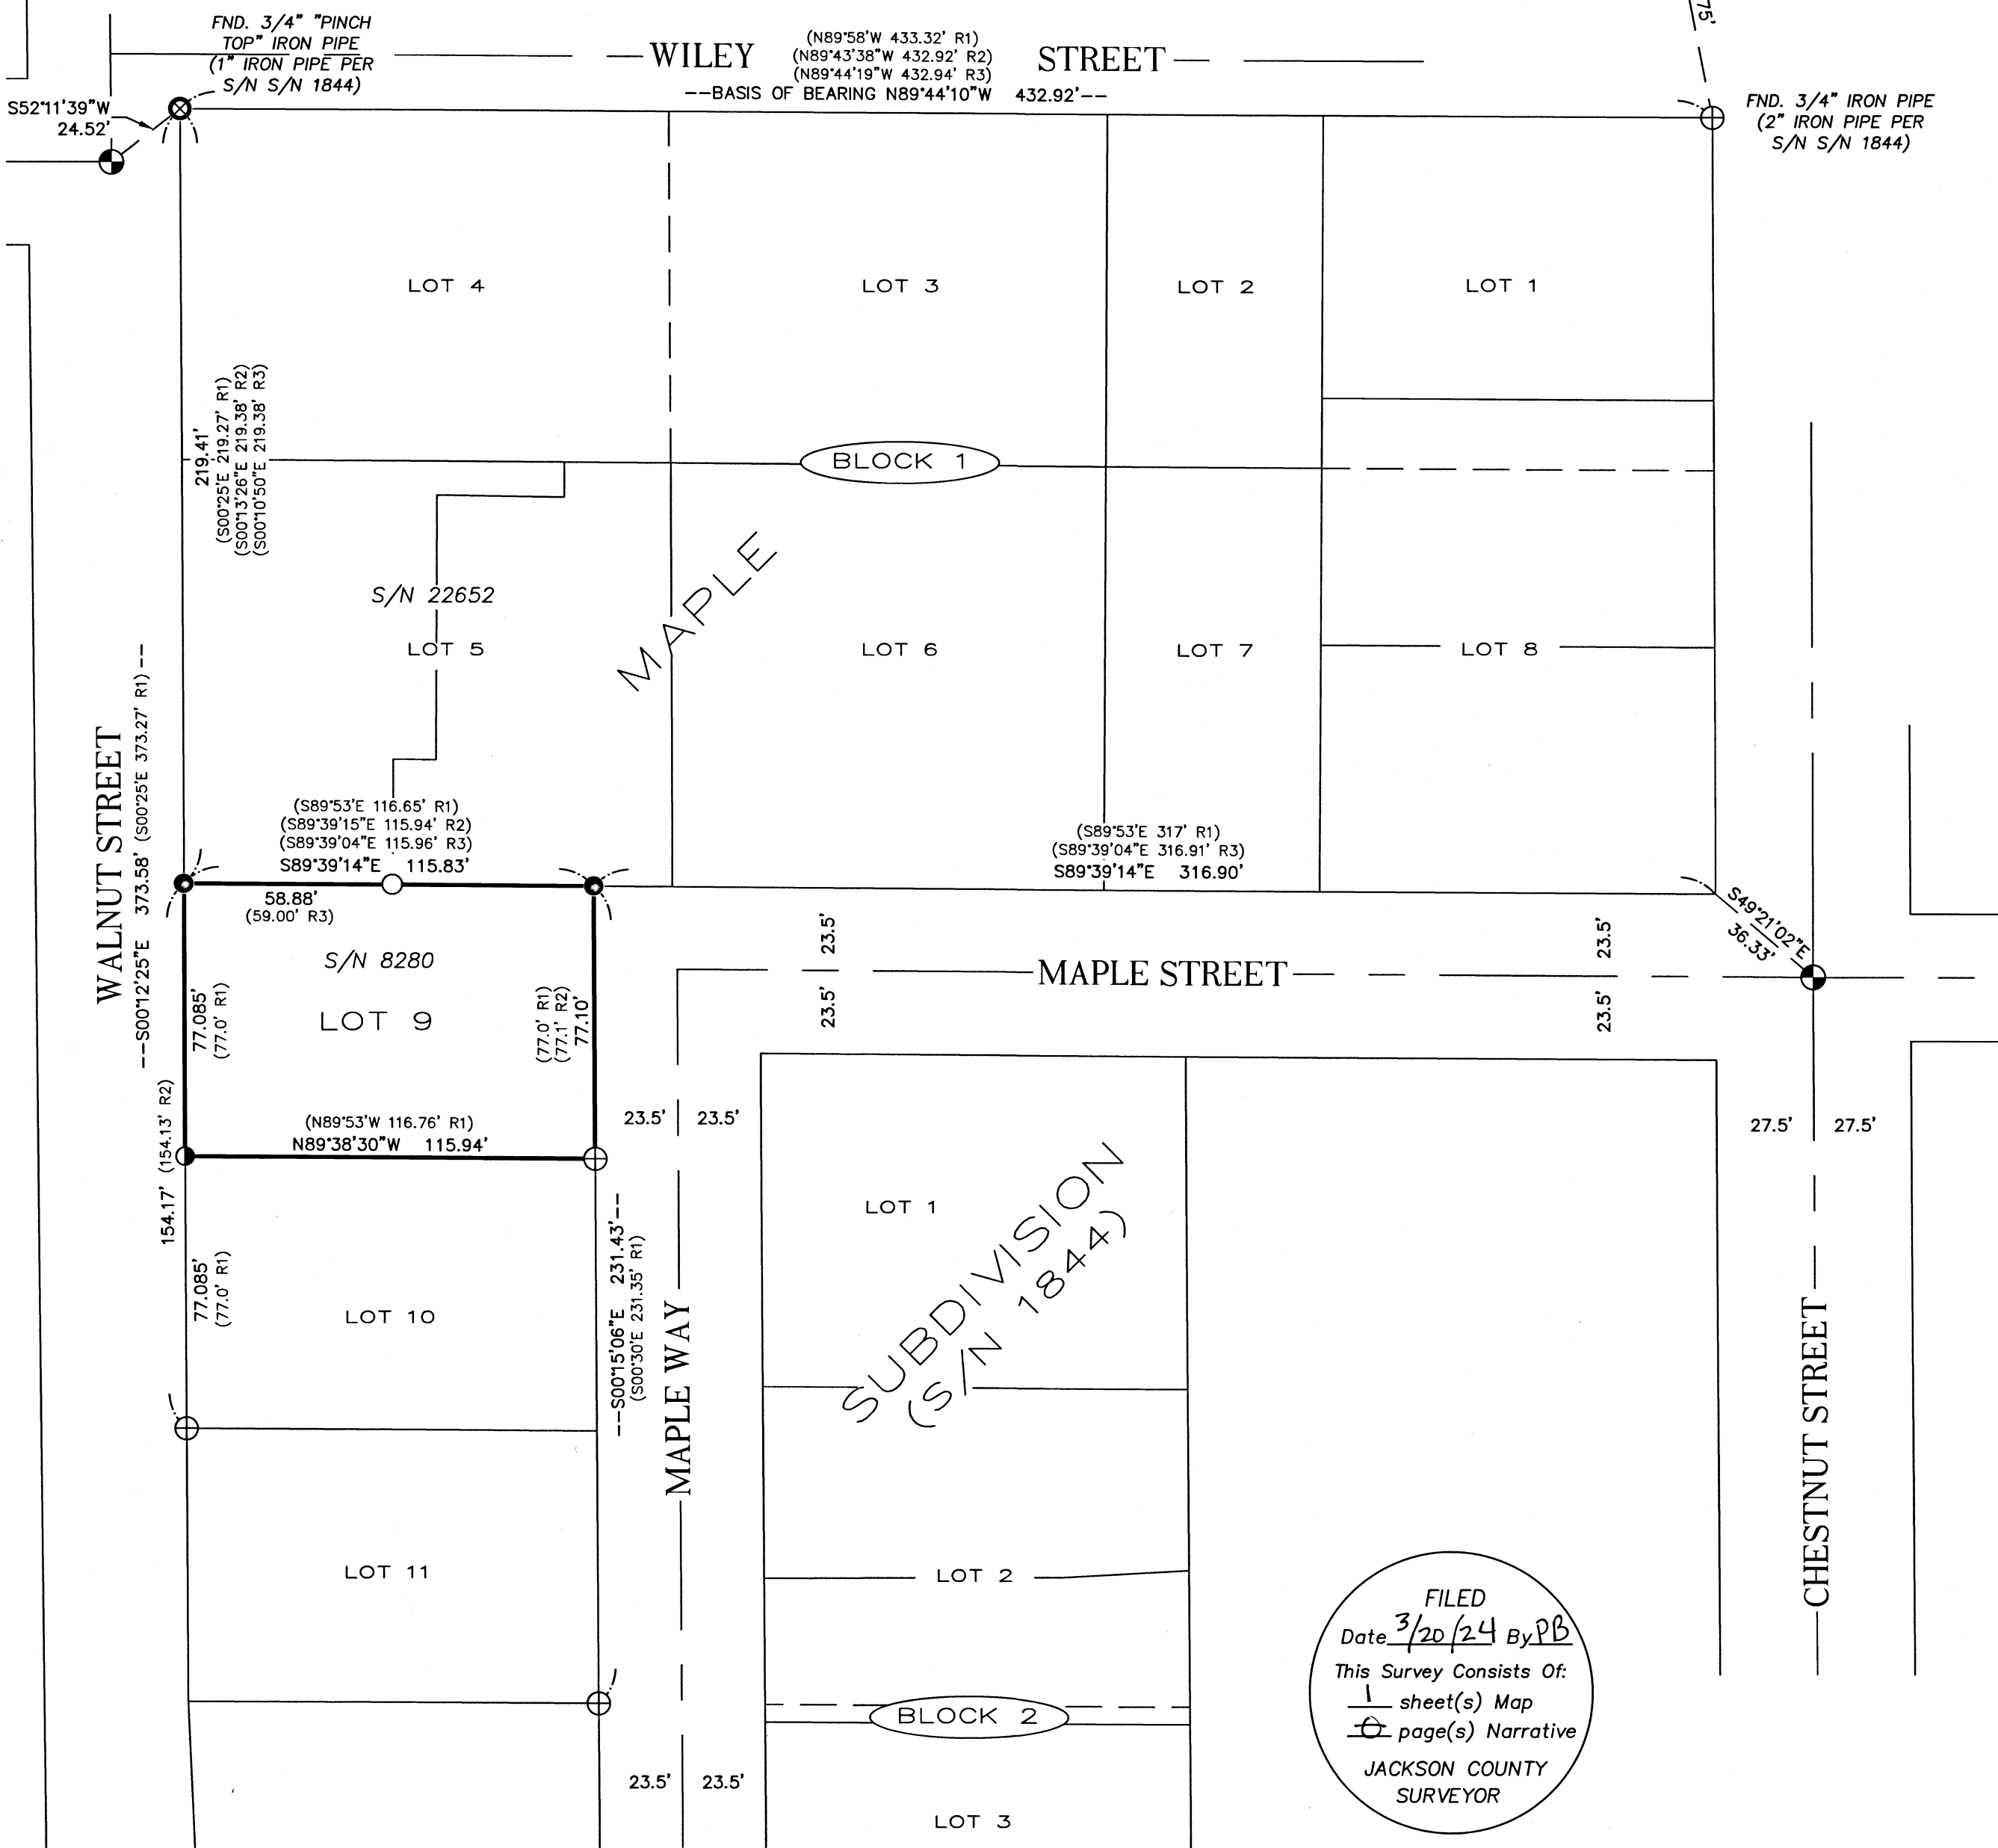 75'
FND. 3/4" "PINCH
TOP" IRON PIPE
(1" IRON PIPE PER
S/N S/N 1844)
WILEY STREET
(N89°58'W 433.32' R1)
(N89°43'38"W 432.92' R2)
(N89°44'19"W 432.94' R3)
--BASIS OF BEARING N89°44'10"W 432.92'--
S52°11'39"W
24.52'
FND. 3/4" IRON PIPE
(2" IRON PIPE PER
S/N S/N 1844)
LOT 4
LOT 3
LOT 2
LOT 1
219.41'
(S00°25'E 219.27' R1)
(S00°13'26"E 219.38' R2)
(S00°10'50"E 219.38' R3)
BLOCK 1
S/N 22652
LOT 5
MAPLE
LOT 6
LOT 7
LOT 8
WALNUT STREET
--S00°12'25"E 373.58' (S00°25'E 373.27' R1)--
(S89°53'E 116.65' R1)
(S89°39'15"E 115.94' R2)
(S89°39'04"E 115.96' R3)
S89°39'14"E 115.83'
58.88'
(59.00' R3)
(S89°53'E 317' R1)
(S89°39'04"E 316.91' R3)
S89°39'14"E 316.90'
S49°21'02"E
36.33'
S/N 8280
LOT 9
77.085'
(77.0' R1)
(77.0' R1)
(77.1' R2)
77.10'
23.5'
23.5'
MAPLE STREET
23.5'
23.5'
(N89°53'W 116.76' R1)
N89°38'30"W 115.94'
23.5' 23.5'
27.5' 27.5'
154.17' (154.13' R2)
77.085'
(77.0' R1)
LOT 10
--S00°15'06"E 231.43'--
(S00°30'E 231.35' R1)
MAPLE WAY
LOT 1
SUBDIVISION
(S/N 1844)
CHESTNUT STREET
LOT 11
LOT 2
BLOCK 2
23.5' 23.5'
LOT 3
FILED
Date 3/20/24 By PB
This Survey Consists Of:
1 sheet(s) Map
0 page(s) Narrative
JACKSON COUNTY
SURVEYOR